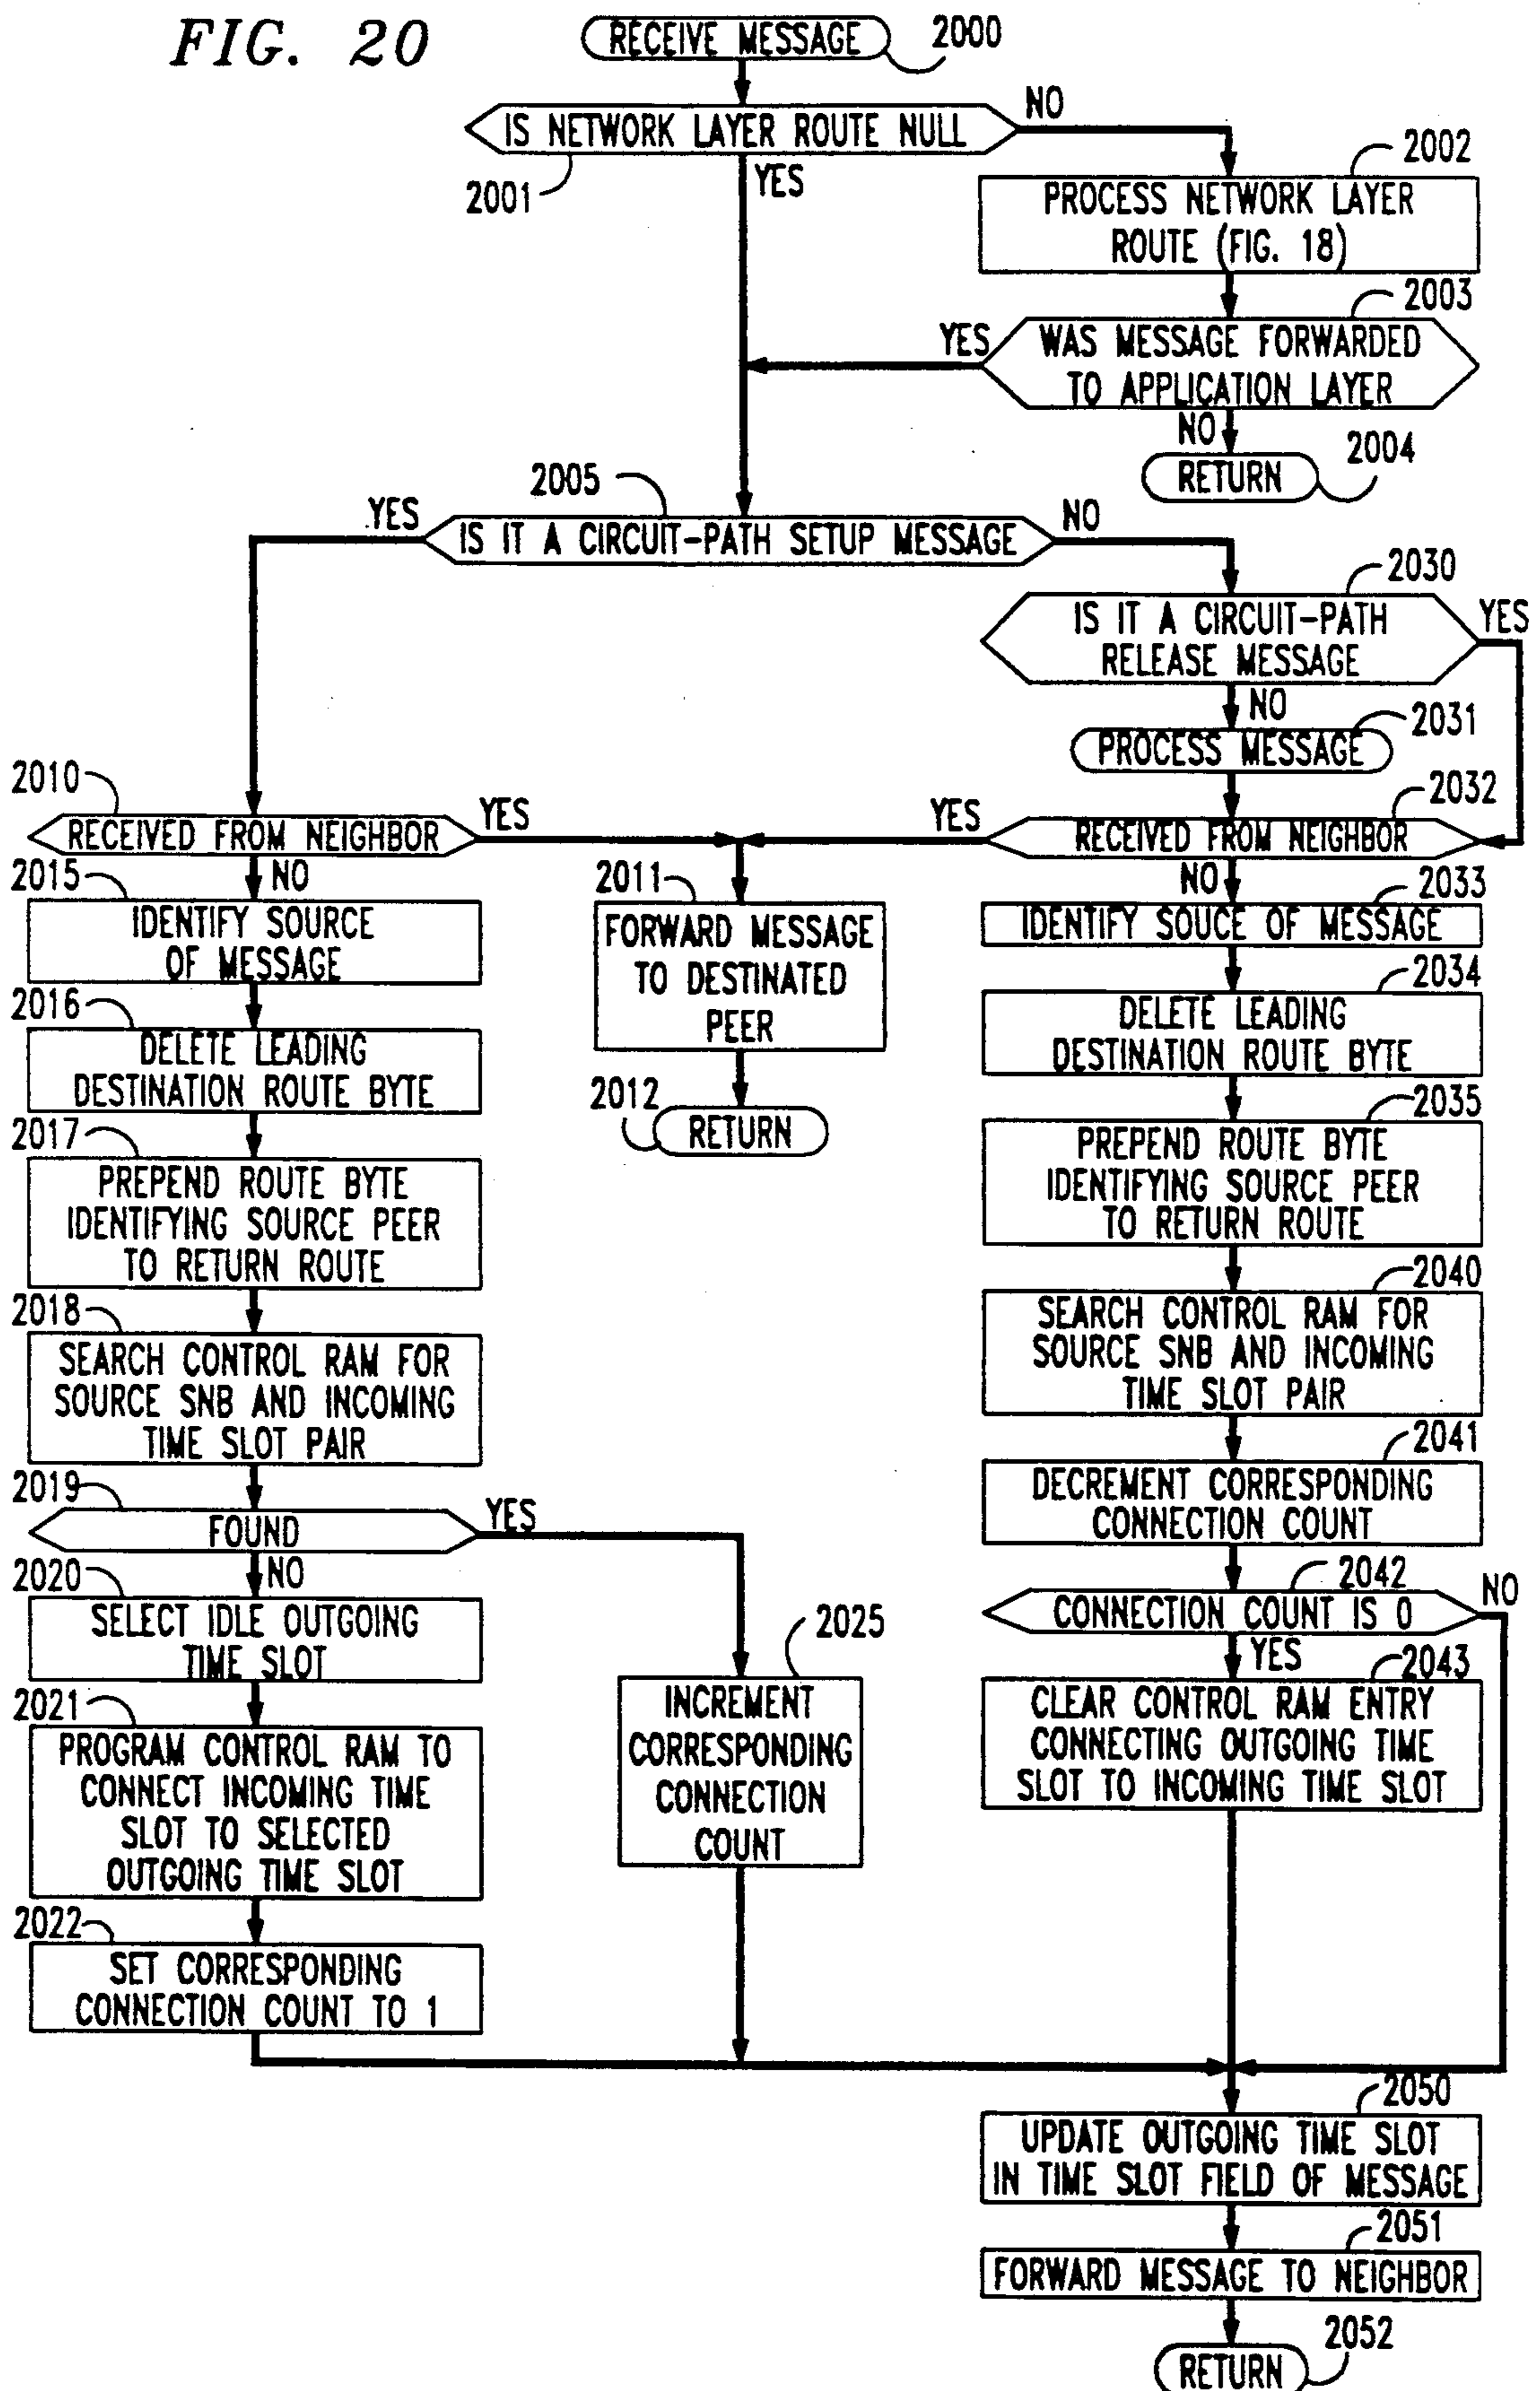 FIG. 20
RECEIVE MESSAGE
2000
IS NETWORK LAYER ROUTE NULL
NO
2001
YES
2002
PROCESS NETWORK LAYER
ROUTE (FIG. 18)
2003
YES
WAS MESSAGE FORWARDED
TO APPLICATION LAYER
NO
2004
RETURN
2005
YES
IS IT A CIRCUIT-PATH SETUP MESSAGE
NO
2030
IS IT A CIRCUIT-PATH
RELEASE MESSAGE
YES
NO
2031
PROCESS MESSAGE
2010
RECEIVED FROM NEIGHBOR
YES
NO
2032
YES
RECEIVED FROM NEIGHBOR
NO
2015
IDENTIFY SOURCE
OF MESSAGE
2016
DELETE LEADING
DESTINATION ROUTE BYTE
2017
PREPEND ROUTE BYTE
IDENTIFYING SOURCE PEER
TO RETURN ROUTE
2018
SEARCH CONTROL RAM FOR
SOURCE SNB AND INCOMING
TIME SLOT PAIR
2019
FOUND
YES
NO
2020
SELECT IDLE OUTGOING
TIME SLOT
2021
PROGRAM CONTROL RAM TO
CONNECT INCOMING TIME
SLOT TO SELECTED
OUTGOING TIME SLOT
2022
SET CORRESPONDING
CONNECTION COUNT TO 1
2011
FORWARD MESSAGE
TO DESTINATED
PEER
2012
RETURN
2025
INCREMENT
CORRESPONDING
CONNECTION
COUNT
2033
IDENTIFY SOUCE OF MESSAGE
2034
DELETE LEADING
DESTINATION ROUTE BYTE
2035
PREPEND ROUTE BYTE
IDENTIFYING SOURCE PEER
TO RETURN ROUTE
2040
SEARCH CONTROL RAM FOR
SOURCE SNB AND INCOMING
TIME SLOT PAIR
2041
DECREMENT CORRESPONDING
CONNECTION COUNT
2042
CONNECTION COUNT IS 0
NO
YES
2043
CLEAR CONTROL RAM ENTRY
CONNECTING OUTGOING TIME
SLOT TO INCOMING TIME SLOT
2050
UPDATE OUTGOING TIME SLOT
IN TIME SLOT FIELD OF MESSAGE
2051
FORWARD MESSAGE TO NEIGHBOR
2052
RETURN